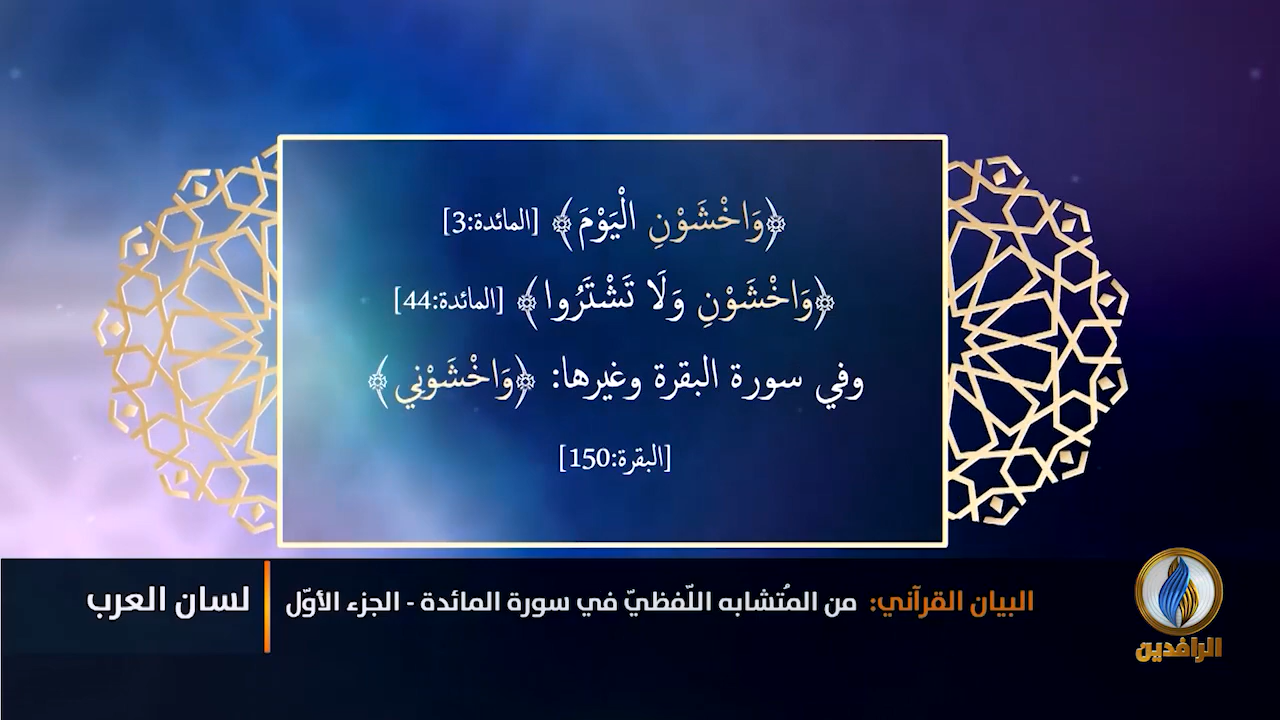 ﴿وَاخْشَوْنِ الْيَوْمَ﴾ [المائدة:3]
﴿وَاخْشَوْنِ وَلَا تَشْتَرُوا﴾ [المائدة:44]
وفي سورة البقرة وغيرها: ﴿وَاخْشَوْنِي﴾
[البقرة:150]
البيان القرآني: من المُتشابه اللّفظيّ في سورة المائدة - الجزء الأوّل
لسان العرب
الرافدين